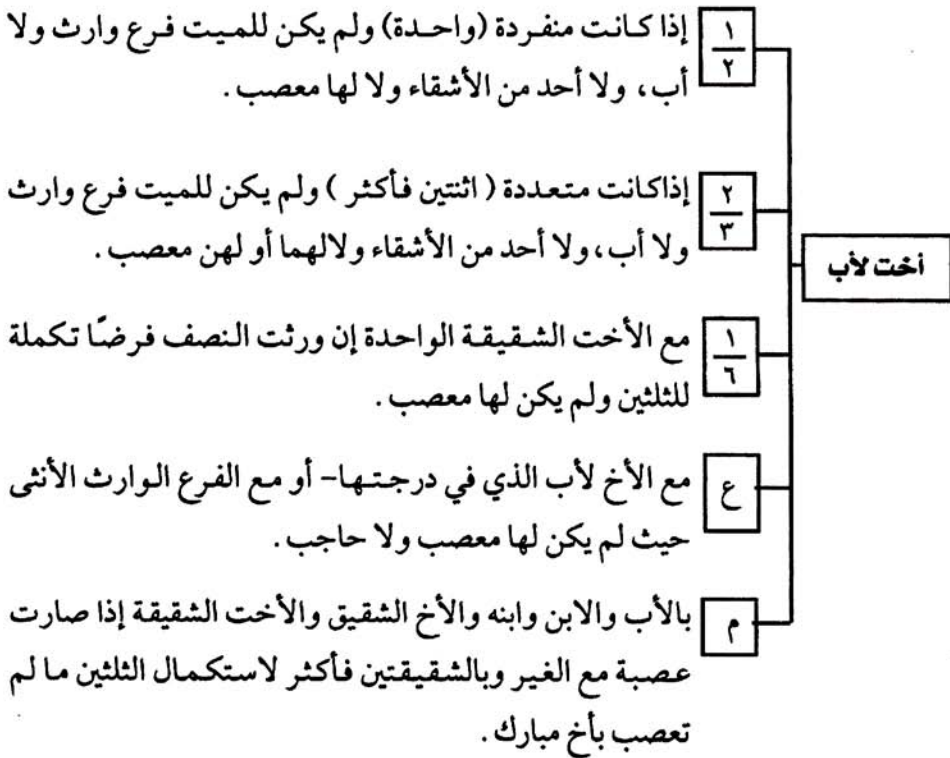 أخت لأب
١/٢
إذا كانت منفردة (واحدة) ولم يكن للميت فرع وارث ولا
أب، ولا أحد من الأشقاء ولا لها معصب.
٢/٣
إذاكانت متعددة (اثنتين فأكثر) ولم يكن للميت فرع وارث
ولا أب، ولا أحد من الأشقاء ولالهما أو لهن معصب.
١/٦
مع الأخت الشقيقة الواحدة إن ورثت النصف فرضًا تكملة
للثلثين ولم يكن لها معصب.
ع
مع الأخ لأب الذي في درجتها- أو مع الفرع الوارث الأنثى
حيث لم يكن لها معصب ولا حاجب.
م
بالأب والابن وابنه والأخ الشقيق والأخت الشقيقة إذا صارت
عصبة مع الغير وبالشقيقتين فأكثر لاستكمال الثلثين ما لم
تعصب بأخ مبارك.